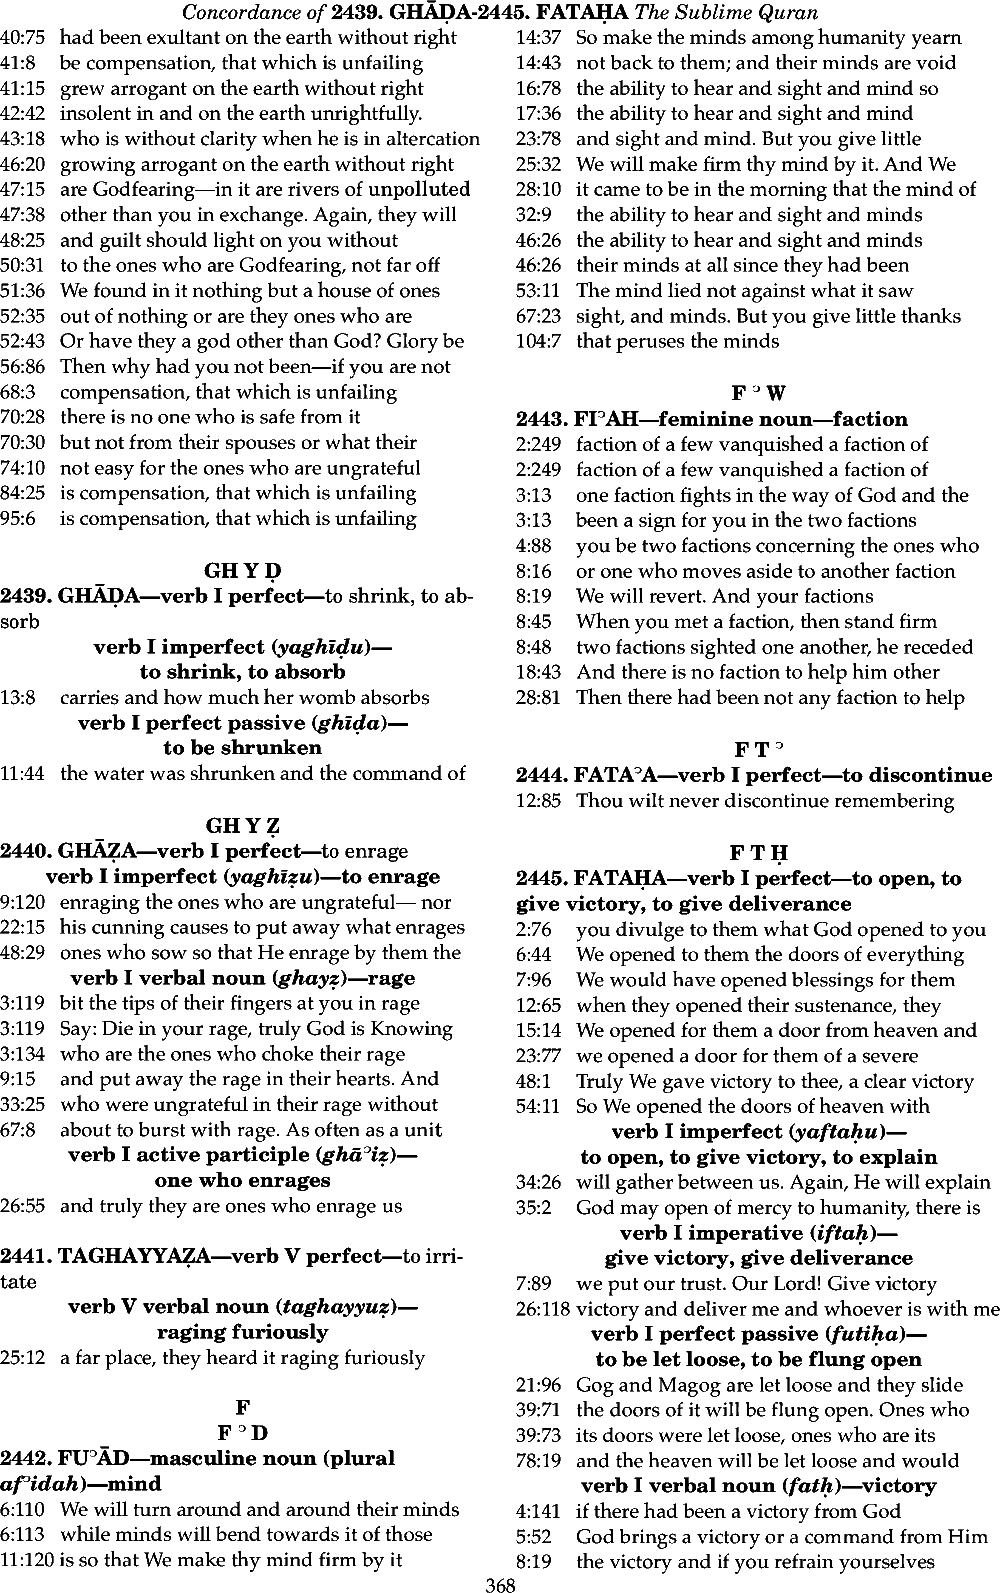 Concordance of 2439. GHĀḌA-2445. FATAḤA The Sublime Quran
40:75 had been exultant on the earth without right
41:8 be compensation, that which is unfailing
41:15 grew arrogant on the earth without right
42:42 insolent in and on the earth unrightfully.
43:18 who is without clarity when he is in altercation
46:20 growing arrogant on the earth without right
47:15 are Godfearing—in it are rivers of unpolluted
47:38 other than you in exchange. Again, they will
48:25 and guilt should light on you without
50:31 to the ones who are Godfearing, not far off
51:36 We found in it nothing but a house of ones
52:35 out of nothing or are they ones who are
52:43 Or have they a god other than God? Glory be
56:86 Then why had you not been—if you are not
68:3 compensation, that which is unfailing
70:28 there is no one who is safe from it
70:30 but not from their spouses or what their
74:10 not easy for the ones who are ungrateful
84:25 is compensation, that which is unfailing
95:6 is compensation, that which is unfailing
GH Y Ḍ
2439. GHĀḌA—verb I perfect—to shrink, to ab-
sorb
verb I imperfect (yaghīḍu)—
to shrink, to absorb
13:8 carries and how much her womb absorbs
verb I perfect passive (ghīḍa)—
to be shrunken
11:44 the water was shrunken and the command of
GH Y Ẓ
2440. GHĀẒA—verb I perfect—to enrage
verb I imperfect (yaghīẓu)—to enrage
9:120 enraging the ones who are ungrateful— nor
22:15 his cunning causes to put away what enrages
48:29 ones who sow so that He enrage by them the
verb I verbal noun (ghayẓ)—rage
3:119 bit the tips of their fingers at you in rage
3:119 Say: Die in your rage, truly God is Knowing
3:134 who are the ones who choke their rage
9:15 and put away the rage in their hearts. And
33:25 who were ungrateful in their rage without
67:8 about to burst with rage. As often as a unit
verb I active participle (ghāʾiẓ)—
one who enrages
26:55 and truly they are ones who enrage us
2441. TAGHAYYAẒA—verb V perfect—to irri-
tate
verb V verbal noun (taghayyuẓ)—
raging furiously
25:12 a far place, they heard it raging furiously
F
F ʾ D
2442. FUʾĀD—masculine noun (plural
afʾidah)—mind
6:110 We will turn around and around their minds
6:113 while minds will bend towards it of those
11:120 is so that We make thy mind firm by it
14:37 So make the minds among humanity yearn
14:43 not back to them; and their minds are void
16:78 the ability to hear and sight and mind so
17:36 the ability to hear and sight and mind
23:78 and sight and mind. But you give little
25:32 We will make firm thy mind by it. And We
28:10 it came to be in the morning that the mind of
32:9 the ability to hear and sight and minds
46:26 the ability to hear and sight and minds
46:26 their minds at all since they had been
53:11 The mind lied not against what it saw
67:23 sight, and minds. But you give little thanks
104:7 that peruses the minds
F ʾ W
2443. FIʾAH—feminine noun—faction
2:249 faction of a few vanquished a faction of
2:249 faction of a few vanquished a faction of
3:13 one faction fights in the way of God and the
3:13 been a sign for you in the two factions
4:88 you be two factions concerning the ones who
8:16 or one who moves aside to another faction
8:19 We will revert. And your factions
8:45 When you met a faction, then stand firm
8:48 two factions sighted one another, he receded
18:43 And there is no faction to help him other
28:81 Then there had been not any faction to help
F T ʾ
2444. FATAʾA—verb I perfect—to discontinue
12:85 Thou wilt never discontinue remembering
F T Ḥ
2445. FATAḤA—verb I perfect—to open, to
give victory, to give deliverance
2:76 you divulge to them what God opened to you
6:44 We opened to them the doors of everything
7:96 We would have opened blessings for them
12:65 when they opened their sustenance, they
15:14 We opened for them a door from heaven and
23:77 we opened a door for them of a severe
48:1 Truly We gave victory to thee, a clear victory
54:11 So We opened the doors of heaven with
verb I imperfect (yaftaḥu)—
to open, to give victory, to explain
34:26 will gather between us. Again, He will explain
35:2 God may open of mercy to humanity, there is
verb I imperative (iftaḥ)—
give victory, give deliverance
7:89 we put our trust. Our Lord! Give victory
26:118 victory and deliver me and whoever is with me
verb I perfect passive (futiḥa)—
to be let loose, to be flung open
21:96 Gog and Magog are let loose and they slide
39:71 the doors of it will be flung open. Ones who
39:73 its doors were let loose, ones who are its
78:19 and the heaven will be let loose and would
verb I verbal noun (fatḥ)—victory
4:141 if there had been a victory from God
5:52 God brings a victory or a command from Him
8:19 the victory and if you refrain yourselves
368